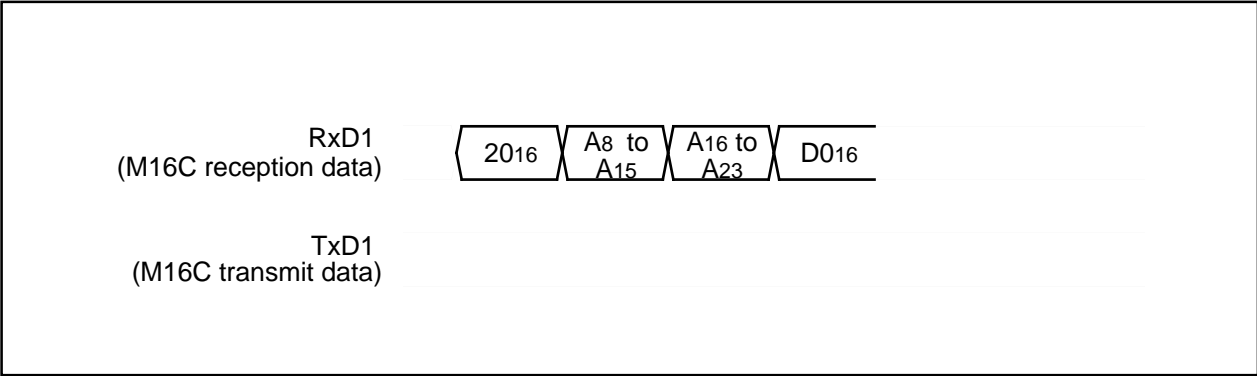 RxD1
(M16C reception data)
2016
A8 to
A15
A16 to
A23
D016
TxD1
(M16C transmit data)